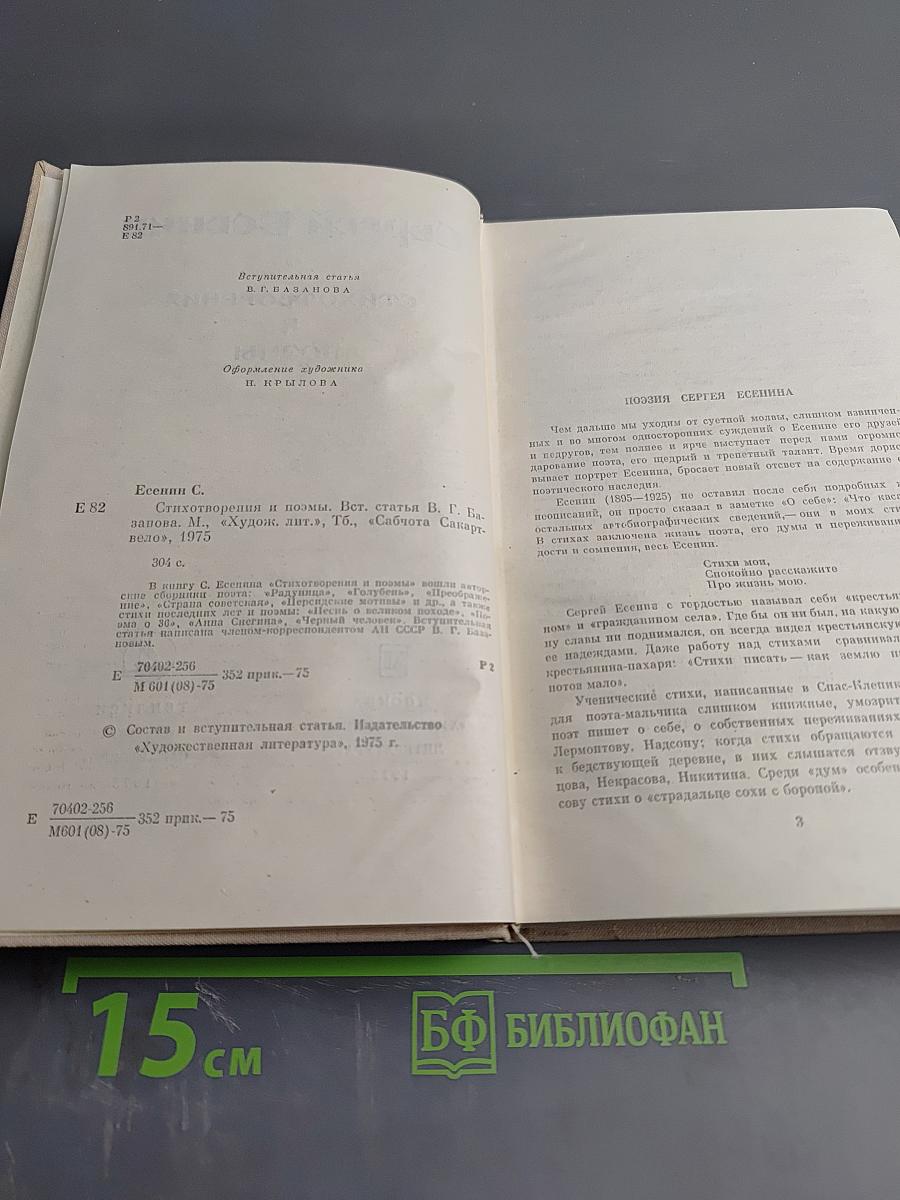 Р 2
891.71—
Е 82
Вступительная статья
В. Г. БАЗАНОВА
Оформление художника
Н. КРЫЛОВА
Есенин С.
Е 82 Стихотворения и поэмы. Вст. статья В. Г. Ба-
занова. М., «Худож. лит.», Тб., «Сабчота Сакарт-
вело», 1975
304 с.
В книгу С. Есенина «Стихотворения и поэмы» вошли автор-
ские сборники поэта: «Радуница», «Голубень», «Преображе-
ние», «Страна советская», «Персидские мотивы» и др., а также
стихи последних лет и поэмы: «Песнь о великом походе», «По-
эма о 36», «Анна Снегина», «Черный человек». Вступительная
статья написана членом-корреспондентом АН СССР В. Г. База-
новым.
Е 70402-256
М 601(08)-75 352 прик.—75
Р 2
© Состав и вступительная статья. Издательство
«Художественная литература», 1975 г.
Е 70402-256
М601(08)-75 352 прик.— 75
ПОЭЗИЯ СЕРГЕЯ ЕСЕНИНА
Чем дальше мы уходим от суетной молвы, слишком взвинчен-
ных и во многом односторонних суждений о Есенине его друзей
и недругов, тем полнее и ярче выступает перед нами огромно
дарование поэта, его щедрый и трепетный талант. Время дорис
вывает портрет Есенина, бросает новый отсвет на содержание е
поэтического наследия.
Есенин (1895—1925) не оставил после себя подробных ж
неописаний, он просто сказал в заметке «О себе»: «Что каса
остальных автобиографических сведений,— они в моих сти
В стихах заключена жизнь поэта, его думы и переживани
дости и сомнения, весь Есенин.
Стихи мои,
Спокойно расскажите
Про жизнь мою.
Сергей Есенин с гордостью называл себя «крестьян
ном» и «гражданином села». Где бы он ни был, на какую
ну славы ни поднимался, он всегда видел крестьянскую
ее надеждами. Даже работу над стихами сравнивал
крестьянина-пахаря: «Стихи писать — как землю па
потов мало».
Ученические стихи, написанные в Спас-Клепик
для поэта-мальчика слишком книжные, умозрит
поэт пишет о себе, о собственных переживаниях
Лермонтову, Надсону; когда стихи обращаются
к бедствующей деревне, в них слышатся отзву
цова, Некрасова, Никитина. Среди «дум» особен
сову стихи о «страдальце сохи с бороной».
3
15 см
БФ БИБЛИОФАН